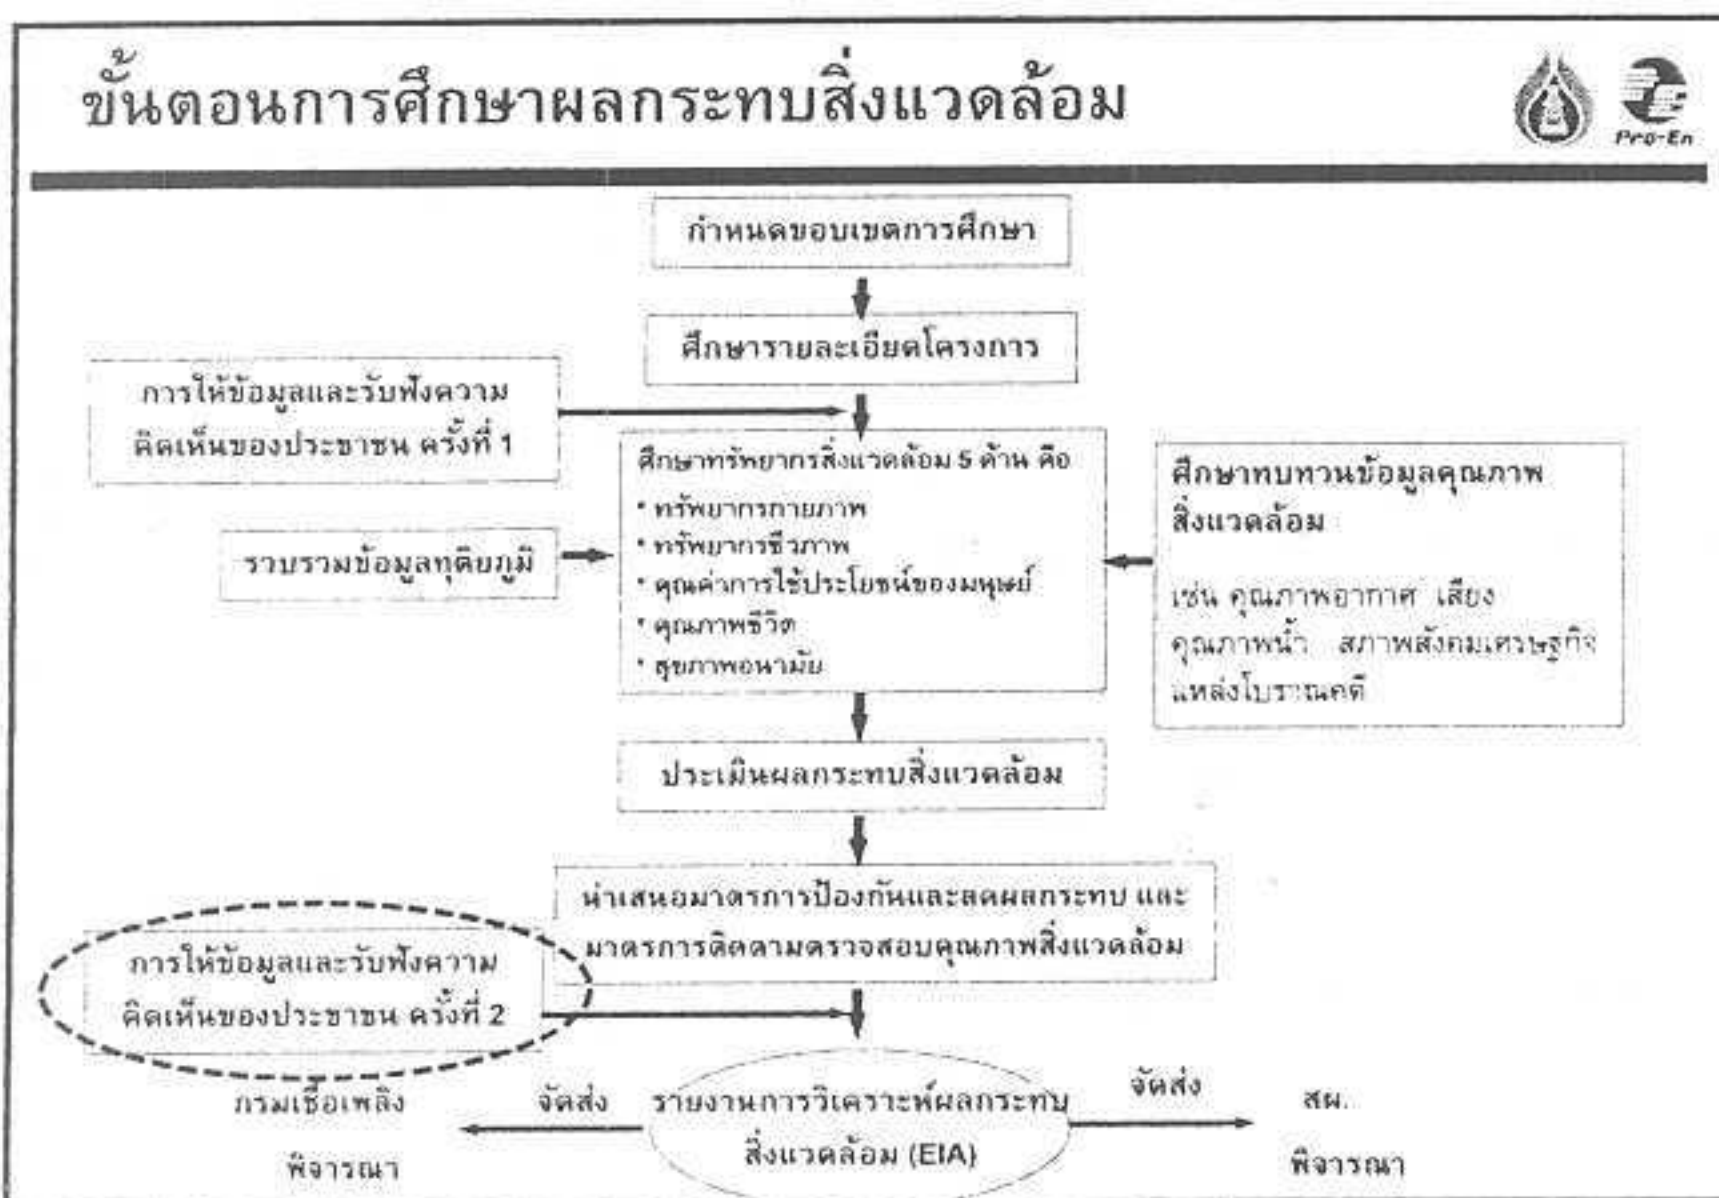 ขั้นตอนการศึกษาผลกระทบสิ่งแวดล้อม
Pro-En
กำหนดขอบเขตการศึกษา
ศึกษารายละเอียดโครงการ
การให้ข้อมูลและรับฟังความ
คิดเห็นของประชาชน ครั้งที่ 1
ศึกษาทรัพยากรสิ่งแวดล้อม 5 ด้าน คือ
* ทรัพยากรกายภาพ
* ทรัพยากรชีวภาพ
* คุณค่าการใช้ประโยชน์ของมนุษย์
* คุณภาพชีวิต
* สุขภาพอนามัย
รวบรวมข้อมูลทุติยภูมิ
ศึกษาทบทวนข้อมูลคุณภาพ
สิ่งแวดล้อม
เช่น คุณภาพอากาศ เสียง
คุณภาพน้ำ สภาพสังคมเศรษฐกิจ
แหล่งโบราณคดี
ประเมินผลกระทบสิ่งแวดล้อม
นำเสนอมาตรการป้องกันและลดผลกระทบ และ
มาตรการติดตามตรวจสอบคุณภาพสิ่งแวดล้อม
การให้ข้อมูลและรับฟังความ
คิดเห็นของประชาชน ครั้งที่ 2
กรมเชื้อเพลิง
พิจารณา
จัดส่ง
รายงานการวิเคราะห์ผลกระทบ
สิ่งแวดล้อม (EIA)
จัดส่ง
สผ.
พิจารณา